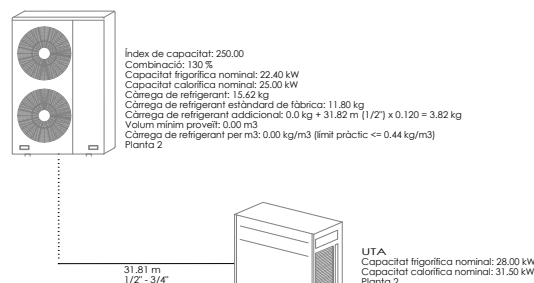 Índex de capacitat: 250.00
Combinació: 130 %
Capacitat frigorífica nominal: 22.40 kW
Capacitat calorífica nominal: 25.00 kW
Càrrega de refrigerant: 15.62 kg
Càrrega de refrigerant estàndard de fàbrica: 11.80 kg
Càrrega de refrigerant addicional: 0.0 kg + 31.82 m (1/2") x 0.120 = 3.82 kg
Volum mínim proveït: 0.00 m3
Càrrega de refrigerant per m3: 0.00 kg/m3 (límit pràctic <= 0.44 kg/m3)
Planta 2
31.81 m
1/2" - 3/4"
UTA
Capacitat frigorífica nominal: 28.00 kW
Capacitat calorífica nominal: 31.50 kW
Planta 2